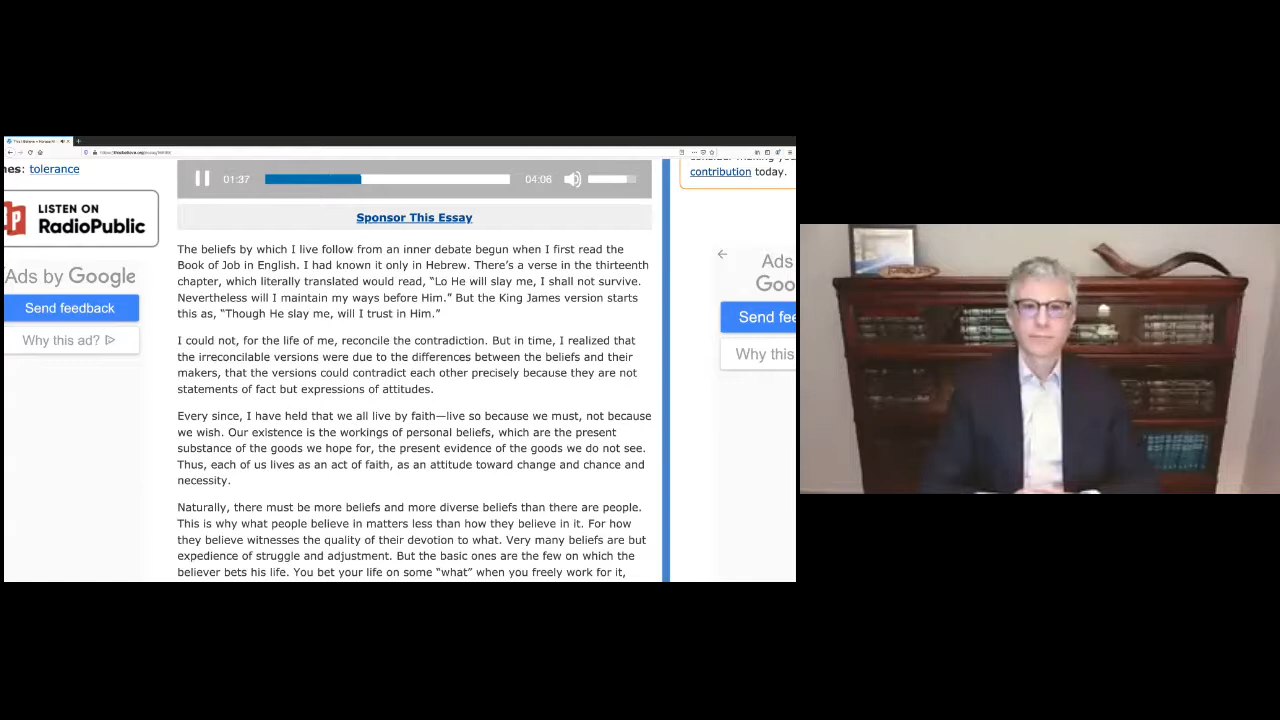 nes: tolerance
LISTEN ON
RadioPublic
Ads by Google
Send feedback
Why this ad?
01:37
04:06
Sponsor This Essay
The beliefs by which I live follow from an inner debate begun when I first read the
Book of Job in English. I had known it only in Hebrew. There's a verse in the thirteenth
chapter, which literally translated would read, “Lo He will slay me, I shall not survive.
Nevertheless will I maintain my ways before Him.” But the King James version starts
this as, “Though He slay me, will I trust in Him.”
I could not, for the life of me, reconcile the contradiction. But in time, I realized that
the irreconcilable versions were due to the differences between the beliefs and their
makers, that the versions could contradict each other precisely because they are not
statements of fact but expressions of attitudes.
Every since, I have held that we all live by faith—live so because we must, not because
we wish. Our existence is the workings of personal beliefs, which are the present
substance of the goods we hope for, the present evidence of the goods we do not see.
Thus, each of us lives as an act of faith, as an attitude toward change and chance and
necessity.
Naturally, there must be more beliefs and more diverse beliefs than there are people.
This is why what people believe in matters less than how they believe in it. For how
they believe witnesses the quality of their devotion to what. Very many beliefs are but
expedience of struggle and adjustment. But the basic ones are the few on which the
believer bets his life. You bet your life on some “what” when you freely work for it,
contribution today.
Ads
Goo
Send fee
Why this